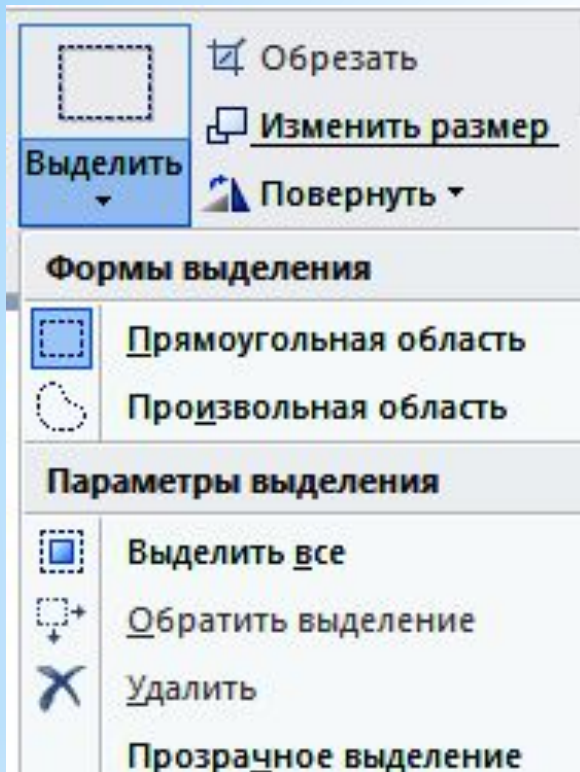 Обрезать
Изменить размер
Выделить
Повернуть
Формы выделения
Прямоугольная область
Произвольная область
Параметры выделения
Выделить все
Обратить выделение
Удалить
Прозрачное выделение